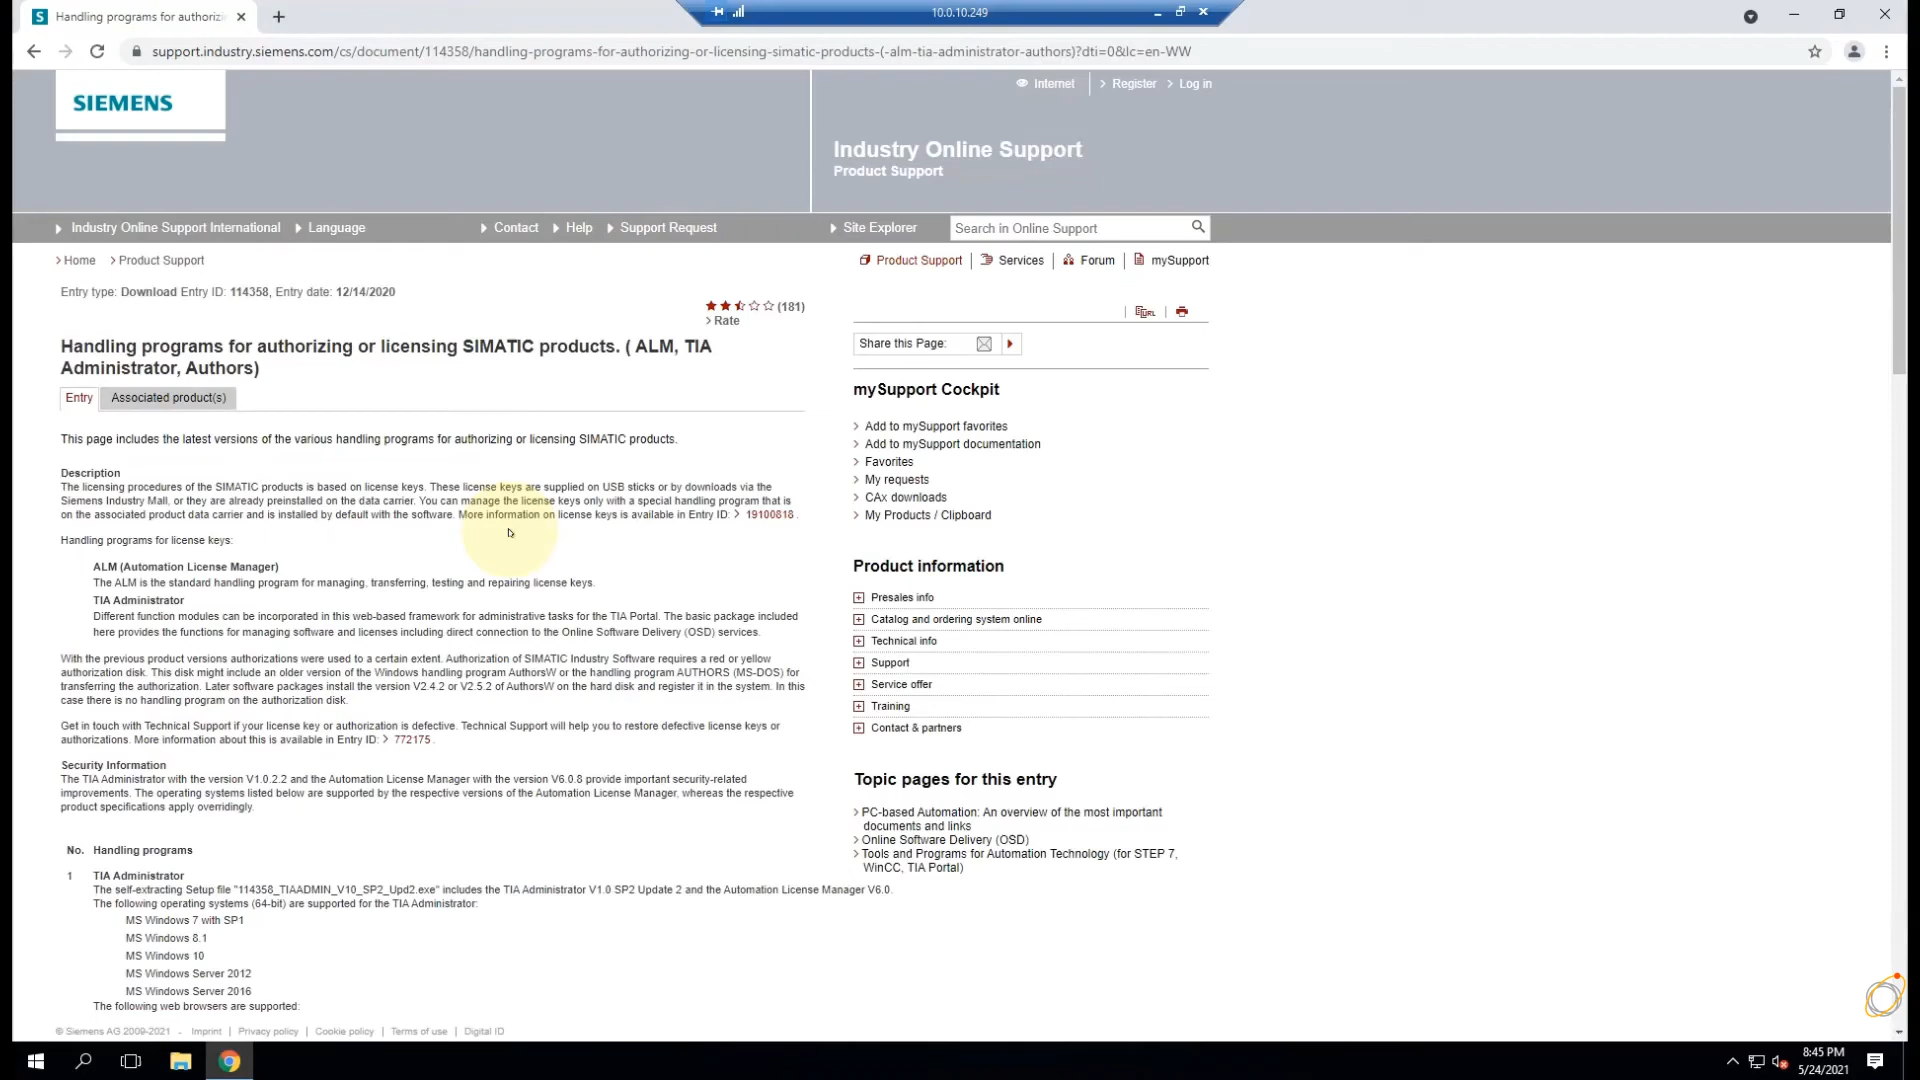 Handling programs for authoriz
10.0.10.249
support.industry.siemens.com/cs/document/114358/handling-programs-for-authorizing-or-licensing-simatic-products-(-alm-tia-administrator-authors)?dti=0&lc=en-WW
SIEMENS
Internet
Register
Log in
Industry Online Support
Product Support
Industry Online Support International
Language
Contact
Help
Support Request
Site Explorer
Search in Online Support
Home
Product Support
Product Support
Services
Forum
mySupport
Entry type: Download Entry ID: 114358, Entry date: 12/14/2020
(181)
Rate
URL
Handling programs for authorizing or licensing SIMATIC products. ( ALM, TIA
Administrator, Authors)
Entry
Associated product(s)
This page includes the latest versions of the various handling programs for authorizing or licensing SIMATIC products.
Description
The licensing procedures of the SIMATIC products is based on license keys. These license keys are supplied on USB sticks or by downloads via the
Siemens Industry Mall, or they are already preinstalled on the data carrier. You can manage the license keys only with a special handling program that is
on the associated product data carrier and is installed by default with the software. More information on license keys is available in Entry ID: > 19100818 .
Handling programs for license keys:
ALM (Automation License Manager)
The ALM is the standard handling program for managing, transferring, testing and repairing license keys.
TIA Administrator
Different function modules can be incorporated in this web-based framework for administrative tasks for the TIA Portal. The basic package included
here provides the functions for managing software and licenses including direct connection to the Online Software Delivery (OSD) services.
With the previous product versions authorizations were used to a certain extent. Authorization of SIMATIC Industry Software requires a red or yellow
authorization disk. This disk might include an older version of the Windows handling program AuthorsW or the handling program AUTHORS (MS-DOS) for
transferring the authorization. Later software packages install the version V2.4.2 or V2.5.2 of AuthorsW on the hard disk and register it in the system. In this
case there is no handling program on the authorization disk.
Get in touch with Technical Support if your license key or authorization is defective. Technical Support will help you to restore defective license keys or
authorizations. More information about this is available in Entry ID: > 772175 .
Security Information
The TIA Administrator with the version V1.0.2.2 and the Automation License Manager with the version V6.0.8 provide important security-related
improvements. The operating systems listed below are supported by the respective versions of the Automation License Manager, whereas the respective
product specifications apply overridingly.
No. Handling programs
1 TIA Administrator
The self-extracting Setup file "114358_TIAADMIN_V10_SP2_Upd2.exe" includes the TIA Administrator V1.0 SP2 Update 2 and the Automation License Manager V6.0.
The following operating systems (64-bit) are supported for the TIA Administrator:
MS Windows 7 with SP1
MS Windows 8.1
MS Windows 10
MS Windows Server 2012
MS Windows Server 2016
The following web browsers are supported:
Share this Page:
mySupport Cockpit
Add to mySupport favorites
Add to mySupport documentation
Favorites
My requests
CAx downloads
My Products / Clipboard
Product information
Presales info
Catalog and ordering system online
Technical info
Support
Service offer
Training
Contact & partners
Topic pages for this entry
PC-based Automation: An overview of the most important
documents and links
Online Software Delivery (OSD)
Tools and Programs for Automation Technology (for STEP 7,
WinCC, TIA Portal)
© Siemens AG 2009-2021 - Imprint | Privacy policy | Cookie policy | Terms of use | Digital ID
8:45 PM
5/24/2021